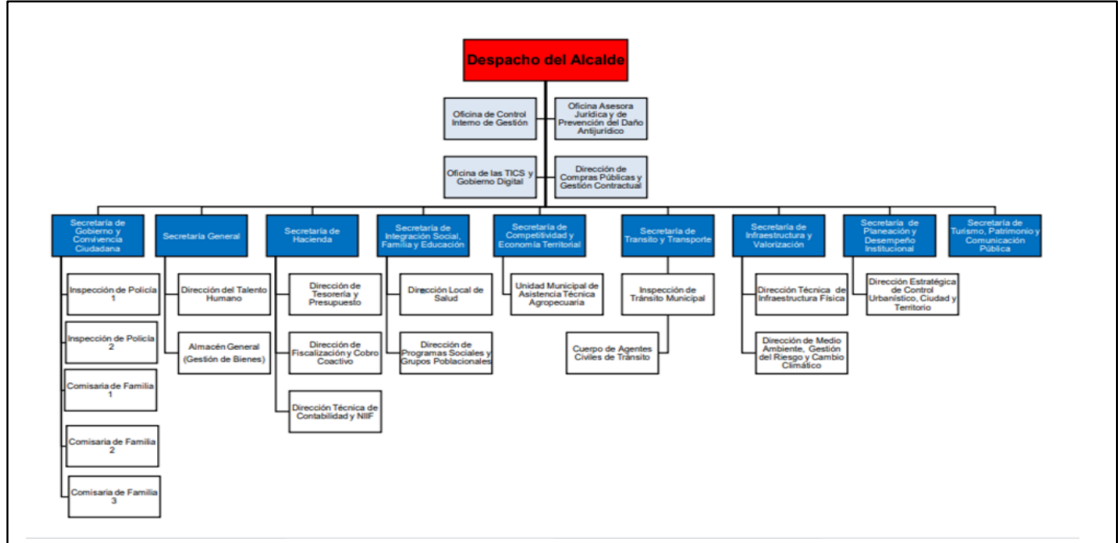 Despacho del Alcalde
Oficina de Control
Interno de Gestión
Oficina Asesora
Jurídica y de
Prevención del Daño
Antijurídico
Oficina de las TICS y
Gobierno Digital
Dirección de
Compras Públicas y
Gestión Contractual
Secretaría de
Gobierno y
Convivencia
Ciudadana
Secretaría General
Secretaría de
Hacienda
Secretaría de
Integración Social,
Familia y Educación
Secretaría de
Competitividad y
Economía Territorial
Secretaría de
Transito y Transporte
Secretaría de
Infraestructura y
Valorización
Secretaría de
Planeación y
Desempeño
Institucional
Secretaría de
Turismo, Patrimonio y
Comunicación
Pública
Inspección de Policía
1
Inspección de Policía
2
Comisaria de Familia
1
Comisaria de Familia
2
Comisaria de Familia
3
Dirección del Talento
Humano
Almacén General
(Gestión de Bienes)
Dirección de
Tesorería y
Presupuesto
Dirección de
Fiscalización y Cobro
Coactivo
Dirección Técnica de
Contabilidad y NIIF
Dirección Local de
Salud
Dirección de
Programas Sociales y
Grupos Poblacionales
Unidad Municipal de
Asistencia Técnica
Agropecuaria
Inspección de
Tránsito Municipal
Cuerpo de Agentes
Civiles de Tránsito
Dirección Técnica de
Infraestructura Física
Dirección de Medio
Ambiente, Gestión
del Riesgo y Cambio
Climático
Dirección Estratégica
de Control
Urbanístico, Ciudad y
Territorio